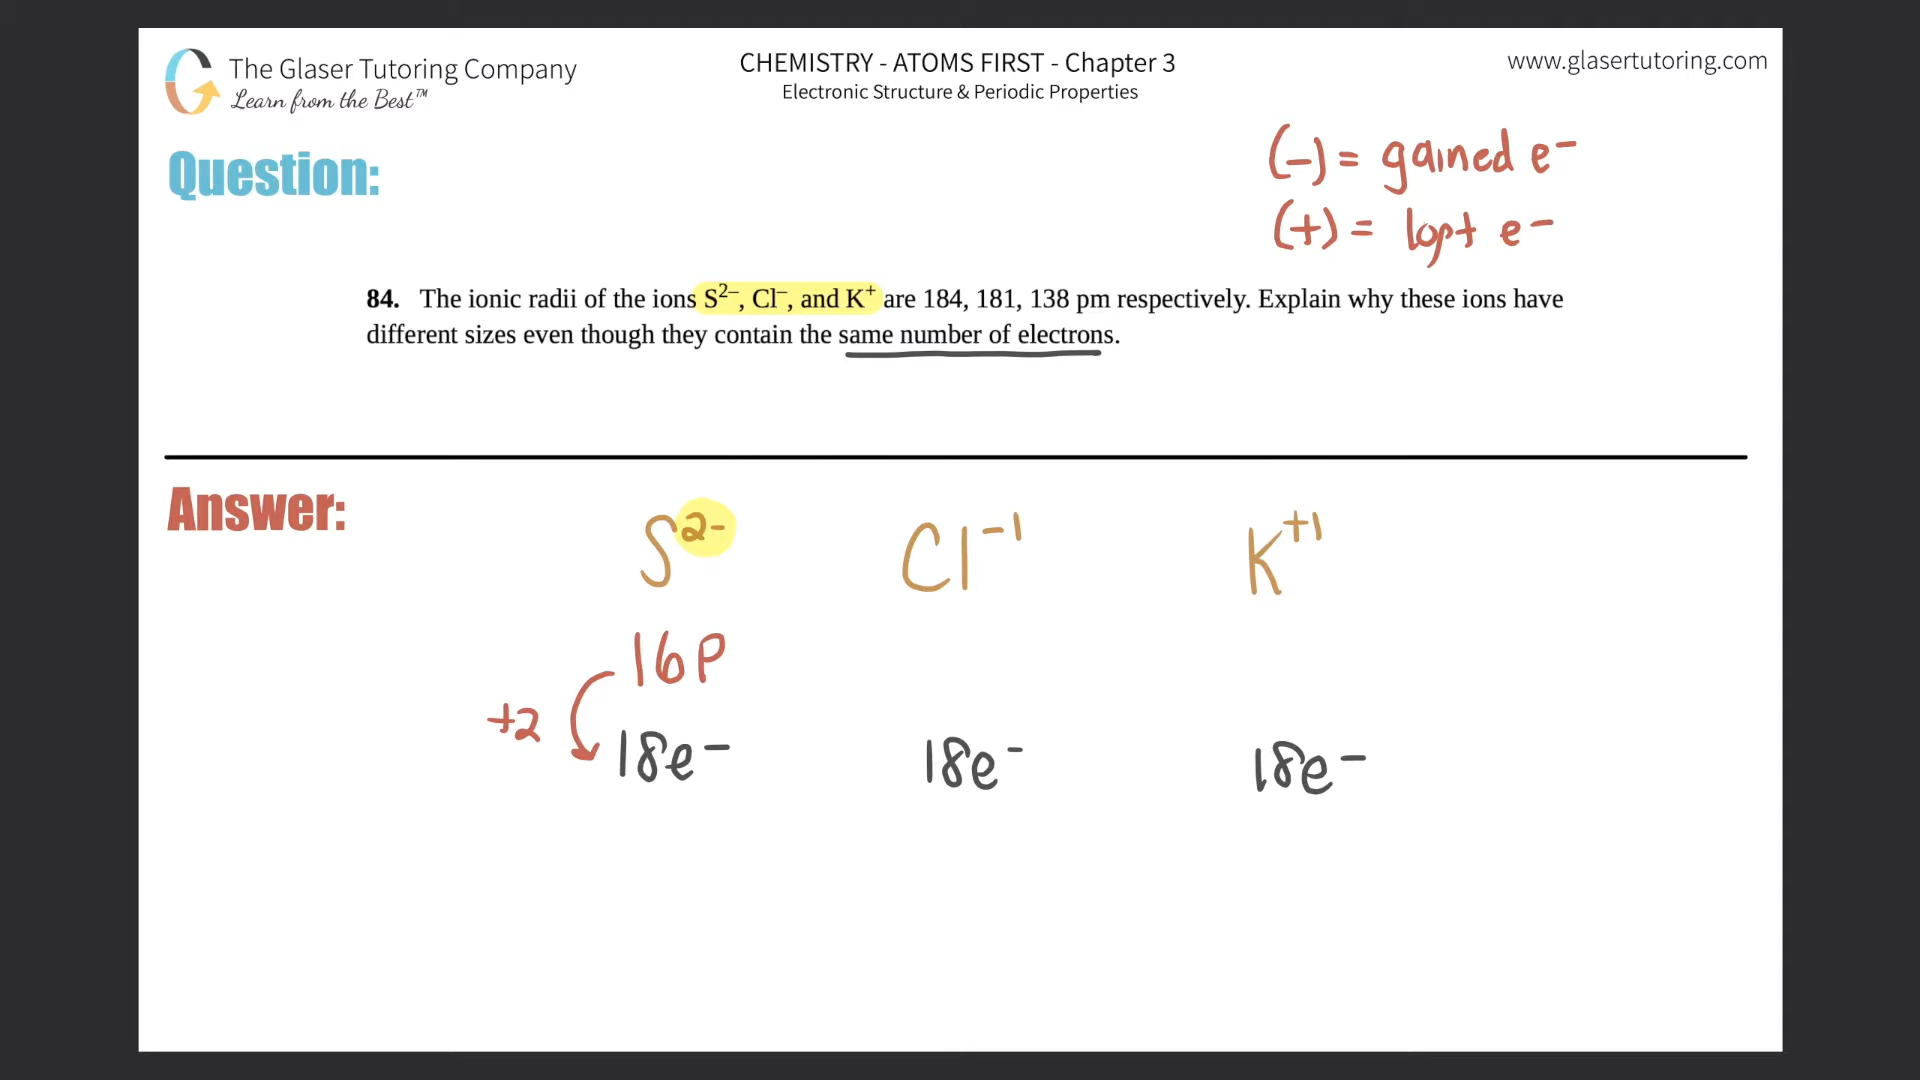 The Glaser Tutoring Company
Learn from the Best™
CHEMISTRY - ATOMS FIRST - Chapter 3
Electronic Structure & Periodic Properties
www.glasertutoring.com
Question:
(-) = gained e⁻
(+) = lost e⁻
84. The ionic radii of the ions S²⁻, Cl⁻, and K⁺ are 184, 181, 138 pm respectively. Explain why these ions have
different sizes even though they contain the same number of electrons.
Answer:
S²⁻ Cl⁻¹ K⁺¹
16p
+2
18e⁻ 18e⁻ 18e⁻